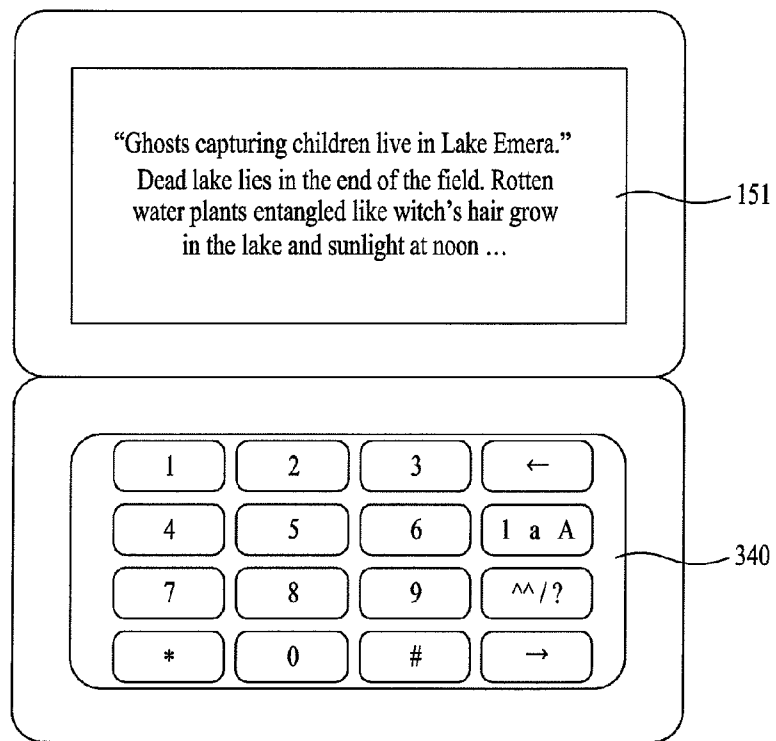 “Ghosts capturing children live in Lake Emera.”
Dead lake lies in the end of the field. Rotten
water plants entangled like witch’s hair grow
in the lake and sunlight at noon ...
151
1 2 3 ←
4 5 6 1 a A
340
7 8 9 ^^/?
* 0 # →